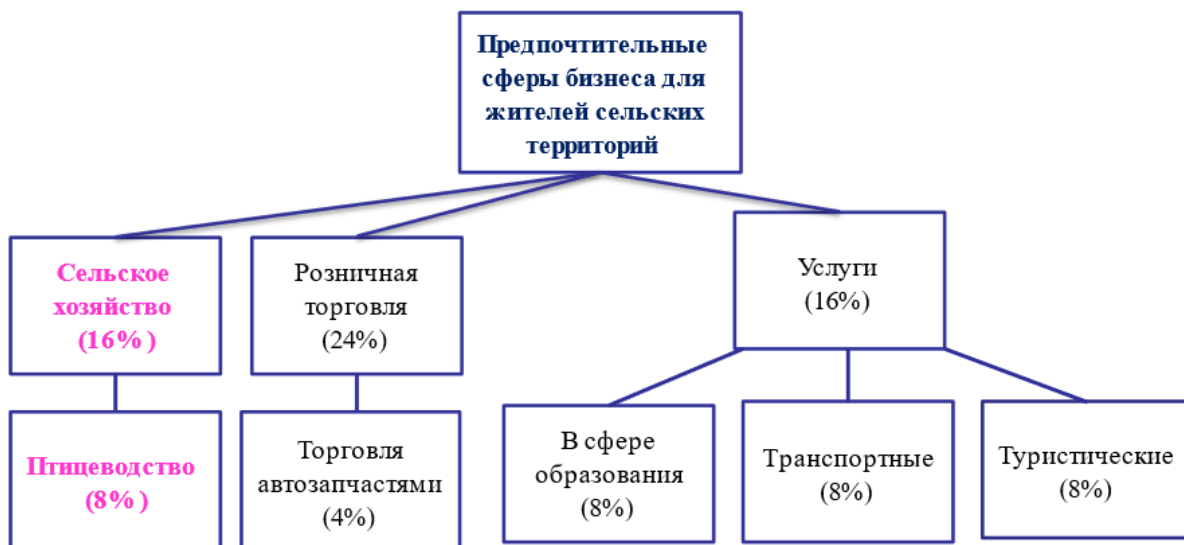 Предпочтительные
сферы бизнеса для
жителей сельских
территорий
Сельское
хозяйство
(16% )
Розничная
торговля
(24%)
Услуги
(16%)
Птицеводство
(8%)
Торговля
автозапчастями
(4%)
В сфере
образования
(8%)
Транспортные
(8%)
Туристические
(8%)